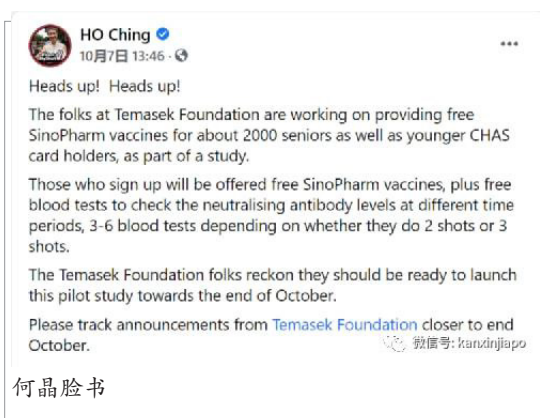 HO Ching
10月7日 13:46 ·
Heads up! Heads up!
The folks at Temasek Foundation are working on providing free
SinoPharm vaccines for about 2000 seniors as well as younger CHAS
card holders, as part of a study.
Those who sign up will be offered free SinoPharm vaccines, plus free
blood tests to check the neutralising antibody levels at different time
periods, 3-6 blood tests depending on whether they do 2 shots or 3
shots.
The Temasek Foundation folks reckon they should be ready to launch
this pilot study towards the end of October.
Please track announcements from Temasek Foundation closer to end
October.
微信号: kanxinjiapo
何晶脸书